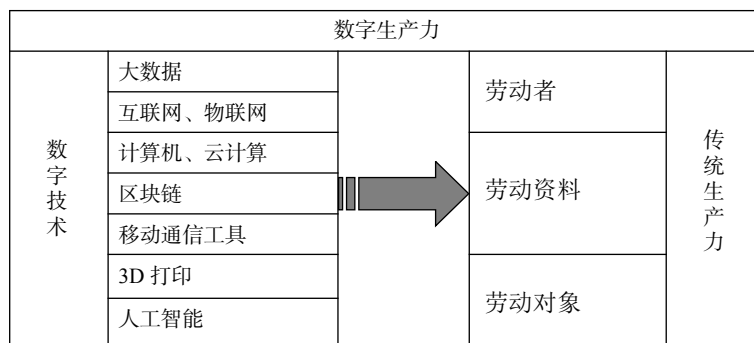 数字生产力
数字技术
大数据
互联网、物联网
计算机、云计算
区块链
移动通信工具
3D 打印
人工智能
劳动者
劳动资料
劳动对象
传统生产力